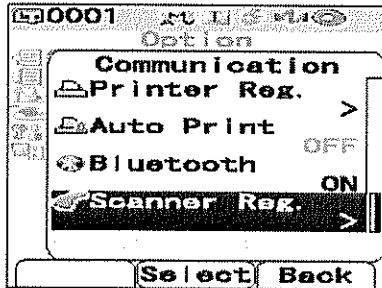 0001
Option
Communication
Printer Reg.
>
Auto Print
OFF
Bluetooth
ON
Scanner Reg.
>
Select Back